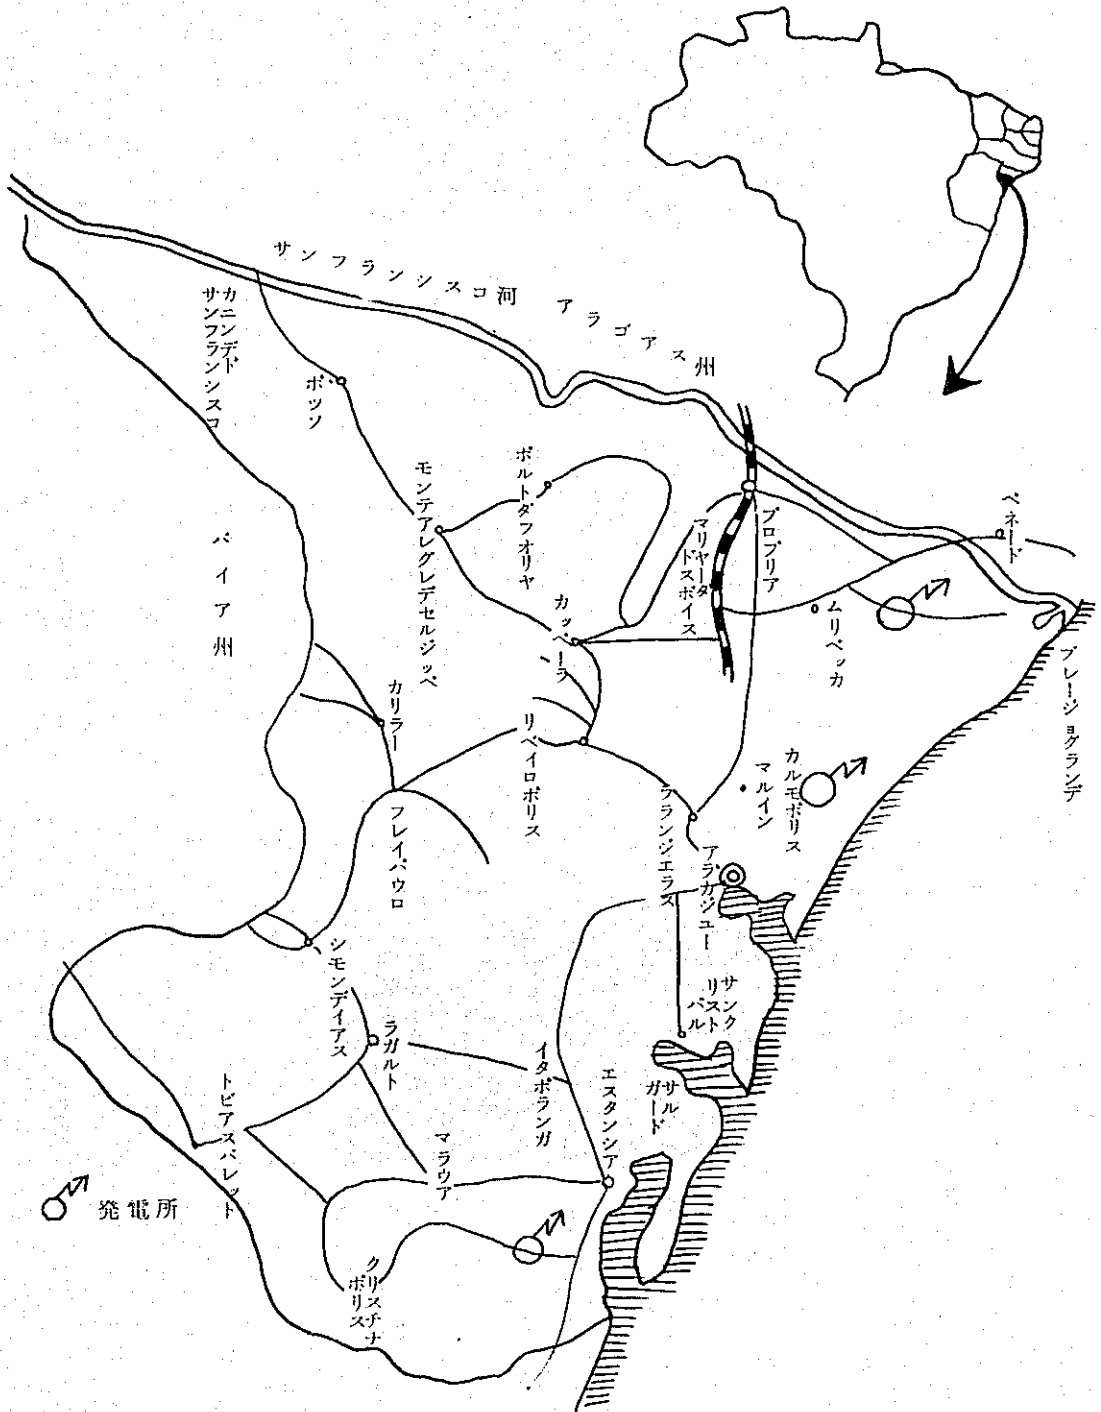 サンフランシスコ河
アラゴアス州
カニンデド
サンフランシスコ
ポッソ
モンテアレグレデセルジッペ
ポルトダフオリヤ
マリヤータ
ドスボイス
プロプリア
ペネード
バイア州
カッペーラ
ムリベッカ
ブレージョグランデ
カリラー
リベイロポリス
フレイパウロ
ラランジエラス
マルイン
カルモポリス
アラカジユー
シモンデイアス
ラガルト
イタポランガ
サンク
リスト
バル
エスタンシア
サル
ガード
トビアスバレット
マラウア
クリスチナ
ポリス
発電所